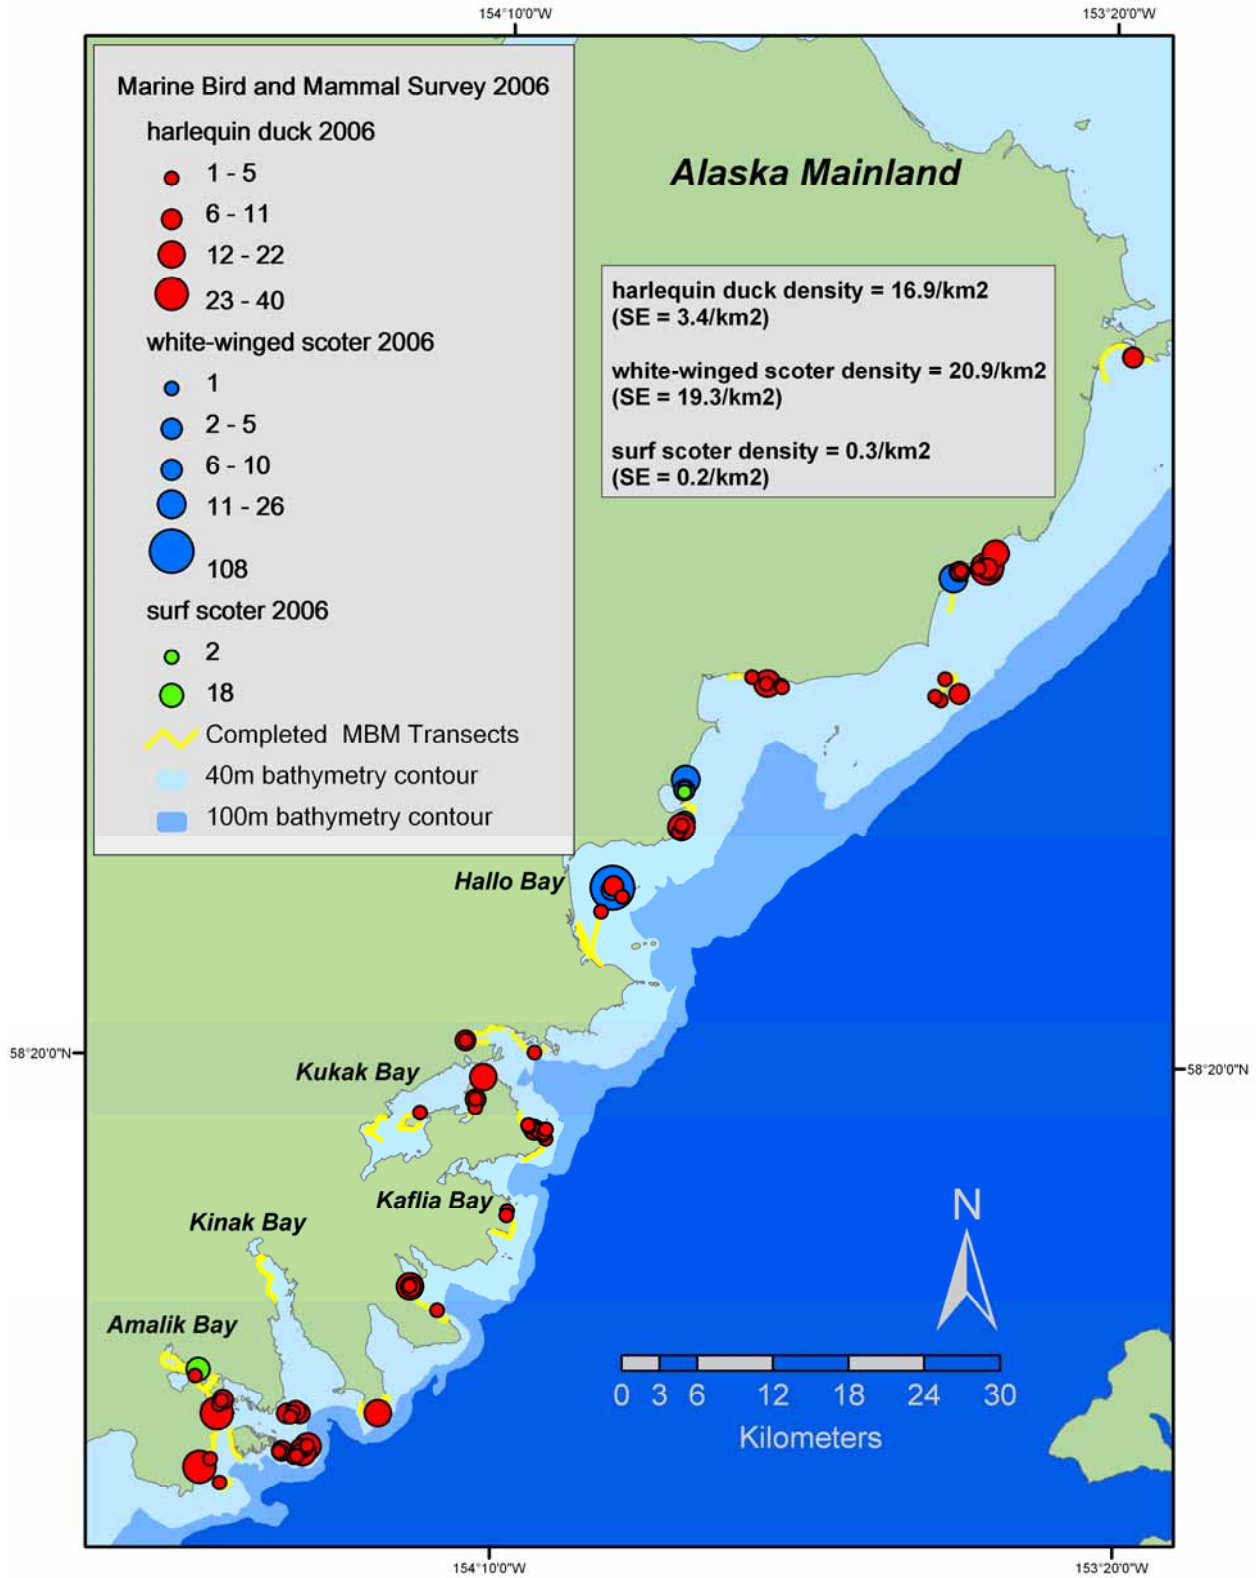 154°10'0"W
153°20'0"W
Marine Bird and Mammal Survey 2006
harlequin duck 2006
1 - 5
6 - 11
12 - 22
23 - 40
white-winged scoter 2006
1
2 - 5
6 - 10
11 - 26
108
surf scoter 2006
2
18
Completed MBM Transects
40m bathymetry contour
100m bathymetry contour
Alaska Mainland
harlequin duck density = 16.9/km2
(SE = 3.4/km2)
white-winged scoter density = 20.9/km2
(SE = 19.3/km2)
surf scoter density = 0.3/km2
(SE = 0.2/km2)
Hallo Bay
58°20'0"N
58°20'0"N
Kukak Bay
Kaflia Bay
Kinak Bay
Amalik Bay
N
0 3 6 12 18 24 30
Kilometers
154°10'0"W
153°20'0"W